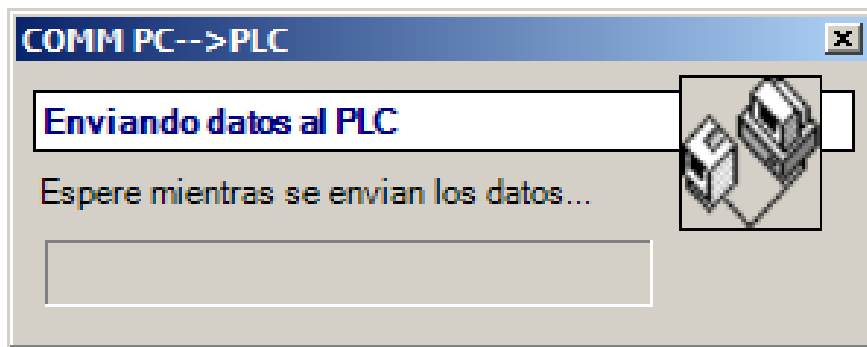 COMM PC-->PLC
Enviando datos al PLC
Espere mientras se envian los datos...